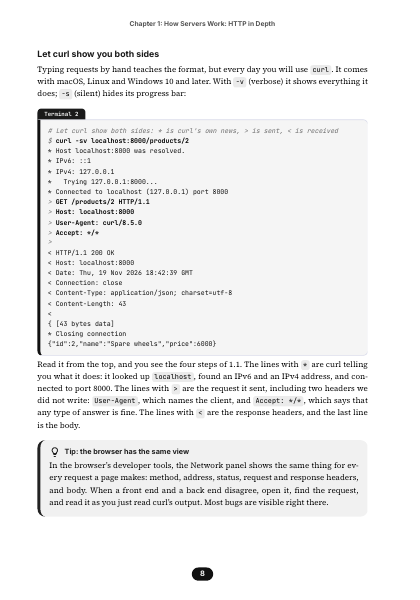 Chapter 1: How Servers Work: HTTP in Depth
Let curl show you both sides
Typing requests by hand teaches the format, but every day you will use curl. It comes
with macOS, Linux and Windows 10 and later. With -v (verbose) it shows everything it
does; -s (silent) hides its progress bar:
Terminal 2
# Let curl show both sides: * is curl's own news, > is sent, < is received
$ curl -sv localhost:8000/products/2
* Host localhost:8000 was resolved.
* IPv6: ::1
* IPv4: 127.0.0.1
*   Trying 127.0.0.1:8000...
* Connected to localhost (127.0.0.1) port 8000
> GET /products/2 HTTP/1.1
> Host: localhost:8000
> User-Agent: curl/8.5.0
> Accept: */*
>
< HTTP/1.1 200 OK
< Host: localhost:8000
< Date: Thu, 19 Nov 2026 18:42:39 GMT
< Connection: close
< Content-Type: application/json; charset=utf-8
< Content-Length: 43
<
{ [43 bytes data]
* Closing connection
{"id":2,"name":"Spare wheels","price":6000}
Read it from the top, and you see the four steps of 1.1. The lines with * are curl telling
you what it does: it looked up localhost, found an IPv6 and an IPv4 address, and con-
nected to port 8000. The lines with > are the request it sent, including two headers we
did not write: User-Agent, which names the client, and Accept: */*, which says that
any type of answer is fine. The lines with < are the response headers, and the last line
is the body.
Tip: the browser has the same view
In the browser's developer tools, the Network panel shows the same thing for ev-
ery request a page makes: method, address, status, request and response headers,
and body. When a front end and a back end disagree, open it, find the request,
and read it as you just read curl's output. Most bugs are visible right there.
8